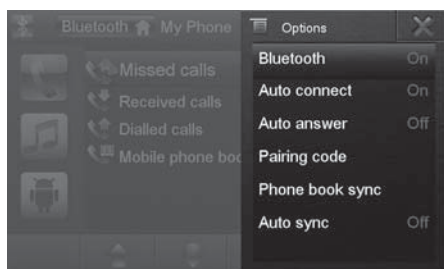 Bluetooth My Phone
Missed calls
Received calls
Dialled calls
Mobile phone boo
Options
Bluetooth On
Auto connect On
Auto answer Off
Pairing code
Phone book sync
Auto sync Off